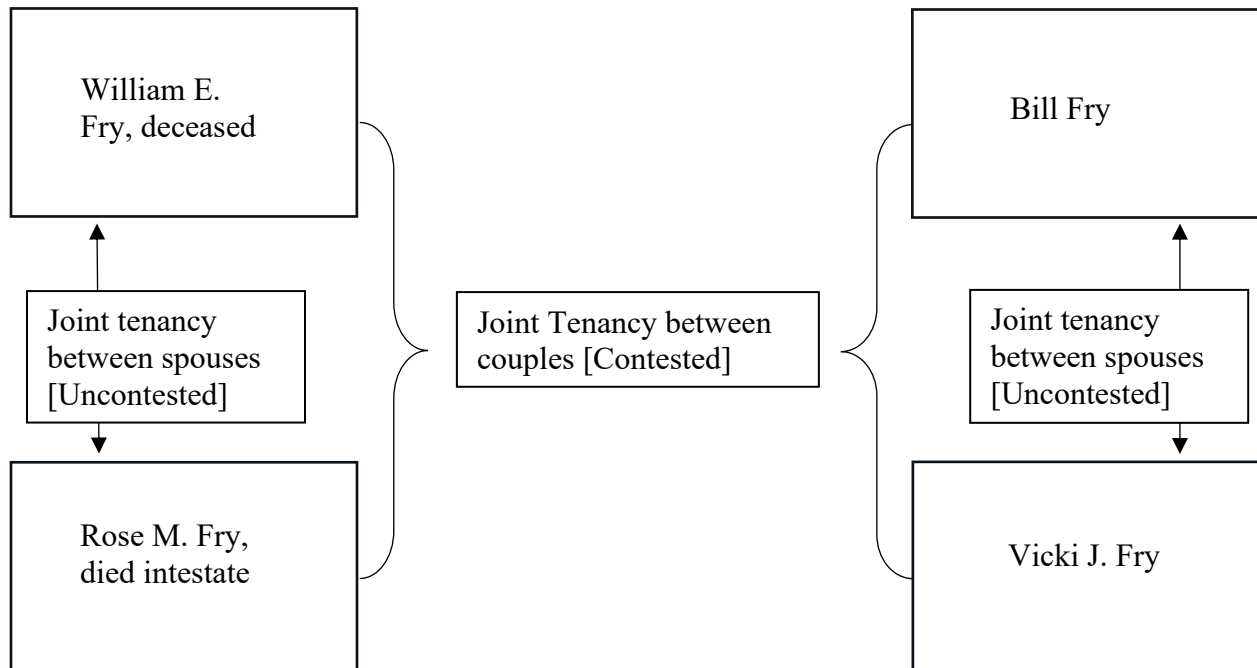 William E.
Fry, deceased
Bill Fry
Joint tenancy
between spouses
[Uncontested]
Joint Tenancy between
couples [Contested]
Joint tenancy
between spouses
[Uncontested]
Rose M. Fry,
died intestate
Vicki J. Fry